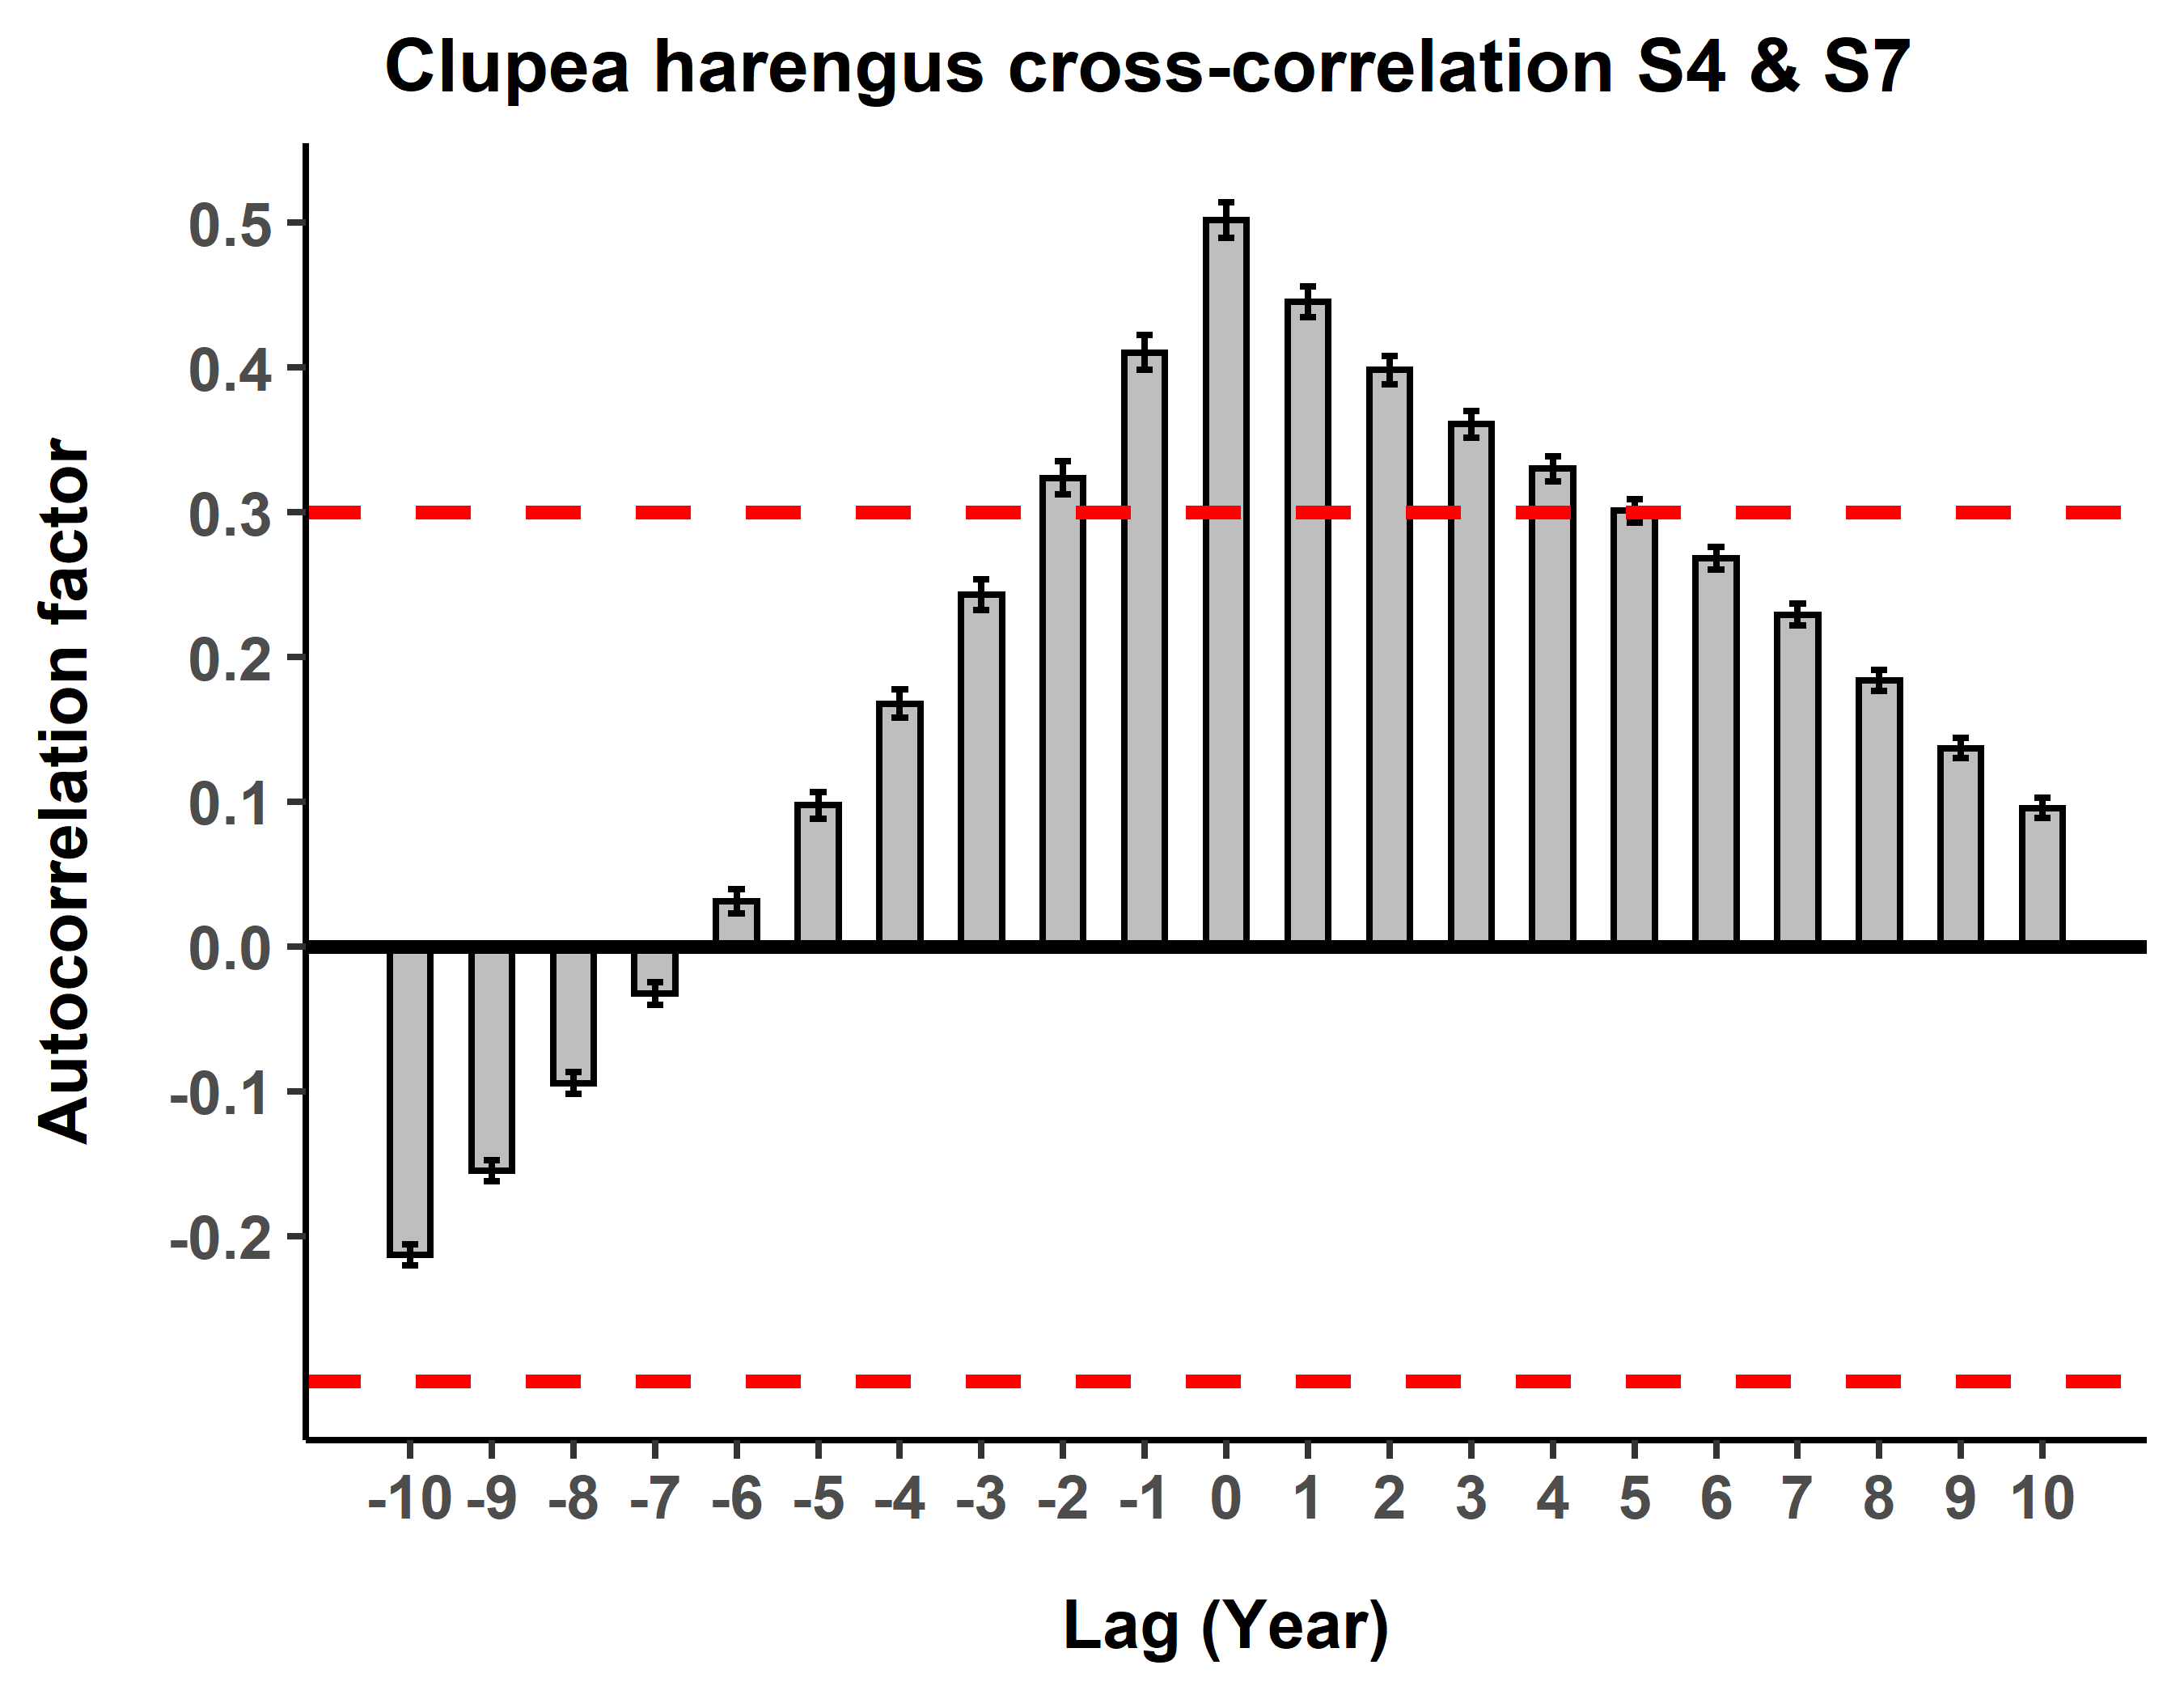 Clupea harengus cross-correlation S4 & S7
Autocorrelation factor
0.5
0.4
0.3
0.2
0.1
0.0
-0.1
-0.2
-10 -9 -8 -7 -6 -5 -4 -3 -2 -1 0 1 2 3 4 5 6 7 8 9 10
Lag (Year)